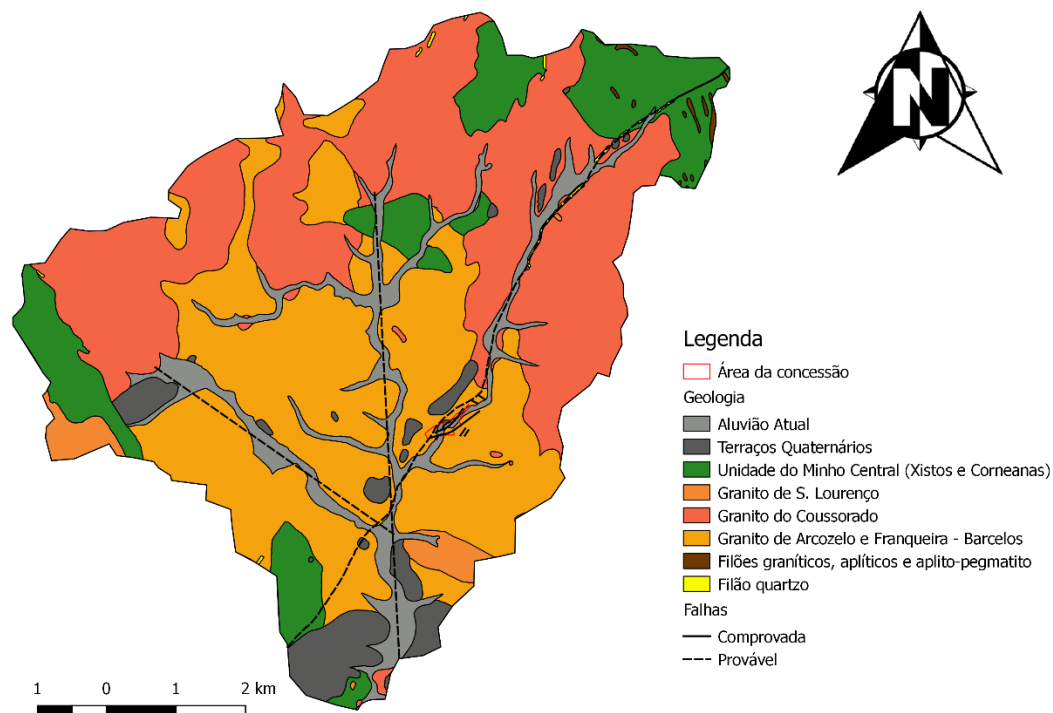 N
Legenda
Área da concessão
Geologia
Aluvião Atual
Terraços Quaternários
Unidade do Minho Central (Xistos e Corneanas)
Granito de S. Lourenço
Granito do Coussorado
Granito de Arcozelo e Franqueira - Barcelos
Filões graníticos, aplíticos e aplito-pegmatito
Filão quartzo
Falhas
Comprovada
Provável
1 0 1 2 km